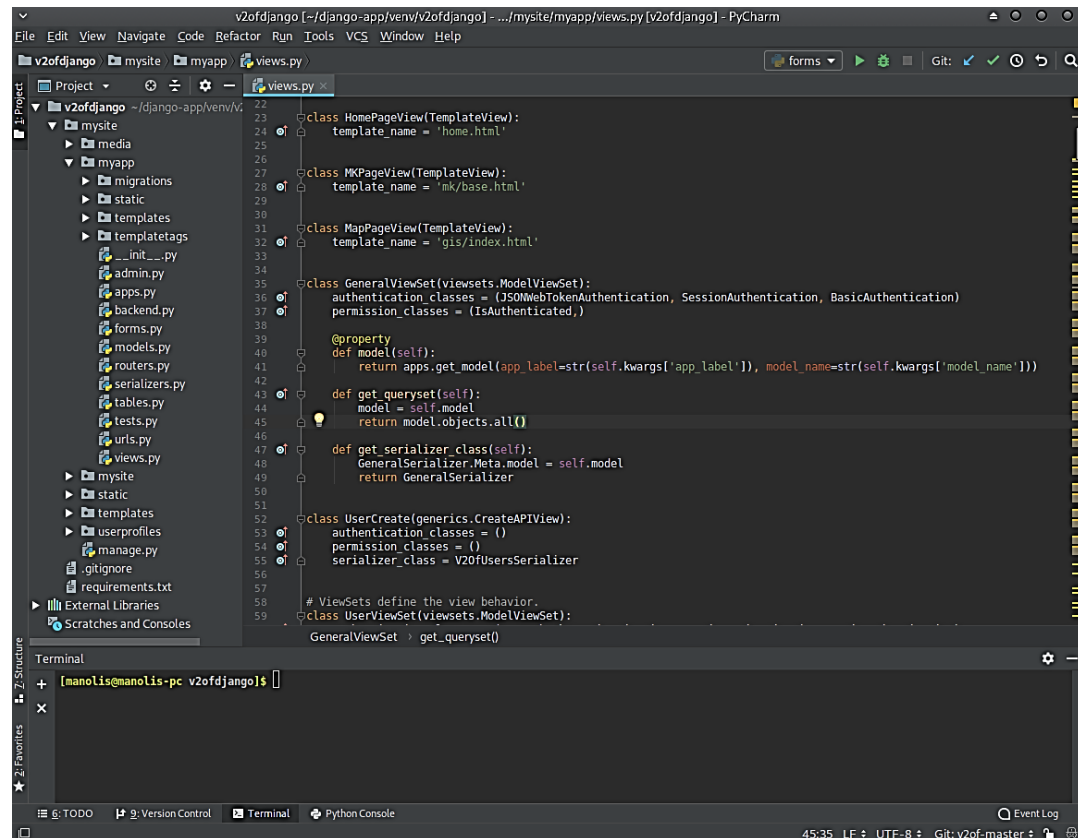 v2ofdjango [~/django-app/venv/v2ofdjango] - .../mysite/myapp/views.py [v2ofdjango] - PyCharm
File Edit View Navigate Code Refactor Run Tools VCS Window Help
v2ofdjango mysite myapp views.py
forms
Git:
1: Project
Project
views.py
v2ofdjango ~/django-app/venv/v2
mysite
media
myapp
migrations
static
templates
templatetags
__init__.py
admin.py
apps.py
backend.py
forms.py
models.py
routers.py
serializers.py
tables.py
tests.py
urls.py
views.py
mysite
static
templates
userprofiles
manage.py
.gitignore
requirements.txt
External Libraries
Scratches and Consoles
22
23 class HomePageView(TemplateView):
24 template_name = 'home.html'
25
26
27 class MKPageView(TemplateView):
28 template_name = 'mk/base.html'
29
30
31 class MapPageView(TemplateView):
32 template_name = 'gis/index.html'
33
34
35 class GeneralViewSet(viewsets.ModelViewSet):
36 authentication_classes = (JSONWebTokenAuthentication, SessionAuthentication, BasicAuthentication)
37 permission_classes = (IsAuthenticated,)
38
39 @property
40 def model(self):
41 return apps.get_model(app_label=str(self.kwargs['app_label']), model_name=str(self.kwargs['model_name']))
42
43 def get_queryset(self):
44 model = self.model
45 return model.objects.all()
46
47 def get_serializer_class(self):
48 GeneralSerializer.Meta.model = self.model
49 return GeneralSerializer
50
51
52 class UserCreate(generics.CreateAPIView):
53 authentication_classes = ()
54 permission_classes = ()
55 serializer_class = V2OfUsersSerializer
56
57
58 # ViewSets define the view behavior.
59 class UserViewSet(viewsets.ModelViewSet):
GeneralViewSet › get_queryset()
Z: Structure
2: Favorites
Terminal
[manolis@manolis-pc v2ofdjango]$
6: TODO 9: Version Control Terminal Python Console Event Log
45:35 LF UTF-8 Git: v2of-master